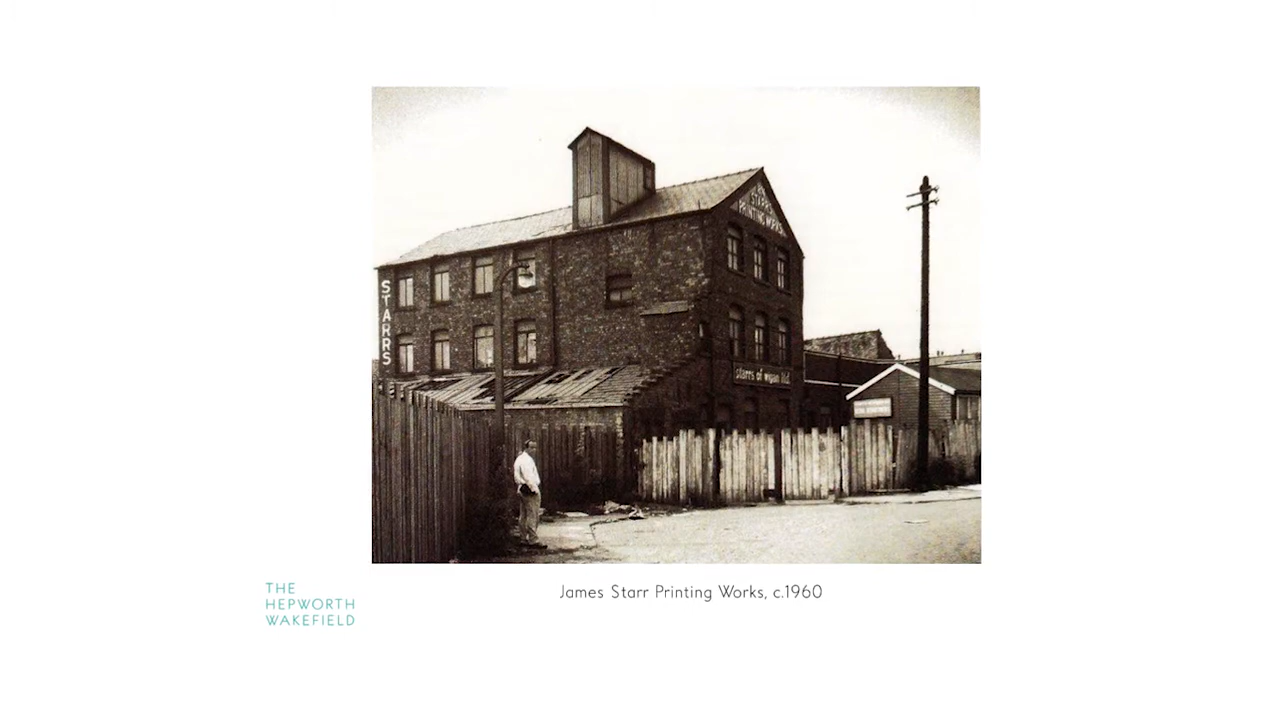 STARRS
PRINTING WORKS
STARRS
starrs of wigan ltd
THE
HEPWORTH
WAKEFIELD
James Starr Printing Works, c.1960